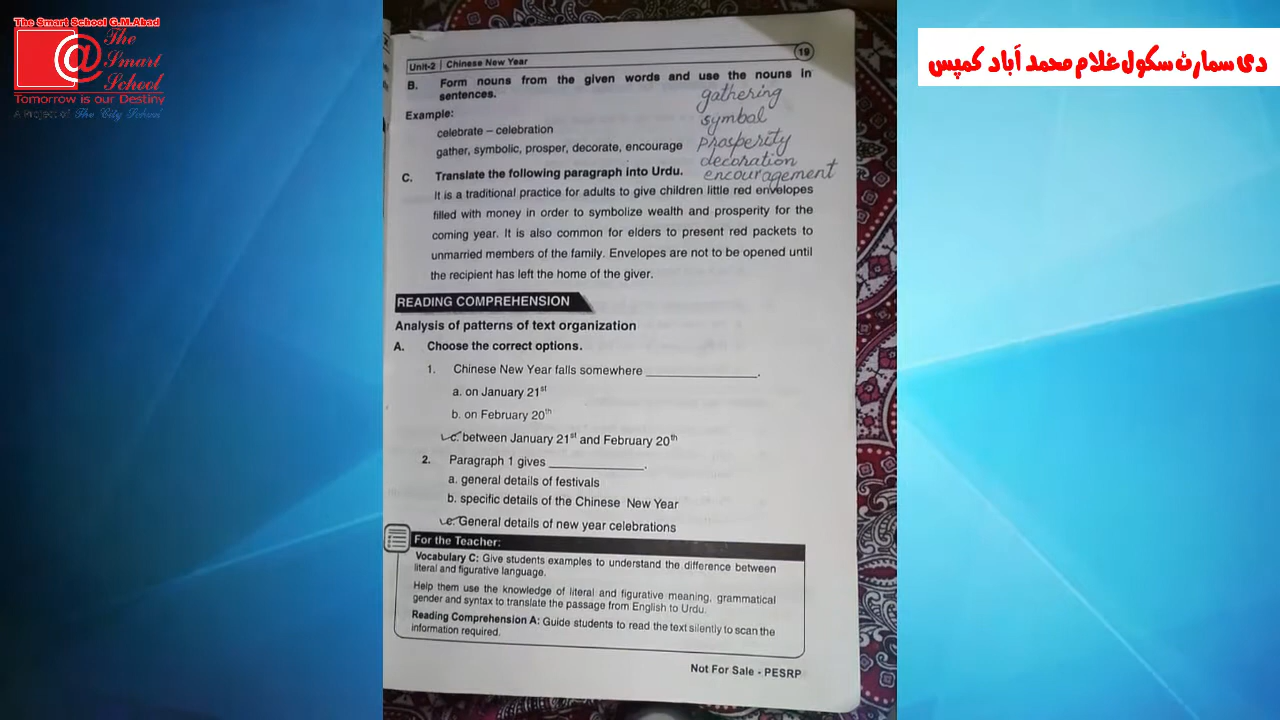 The Smart School G.M.Abad
The
Smart
School
Tomorrow is our Destiny
A Project of The City School
دی سمارٹ سکول غلام محمد آباد کمپس
Unit-2 | Chinese New Year
19
B. Form nouns from the given words and use the nouns in
sentences.
gathering
Example:
symbol
celebrate – celebration
prosperity
gather, symbolic, prosper, decorate, encourage
decoration
encouragement
C. Translate the following paragraph into Urdu.
It is a traditional practice for adults to give children little red envelopes
filled with money in order to symbolize wealth and prosperity for the
coming year. It is also common for elders to present red packets to
unmarried members of the family. Envelopes are not to be opened until
the recipient has left the home of the giver.
READING COMPREHENSION
Analysis of patterns of text organization
A. Choose the correct options.
1. Chinese New Year falls somewhere ____________.
a. on January 21st
b. on February 20th
c. between January 21st and February 20th
2. Paragraph 1 gives ____________.
a. general details of festivals
b. specific details of the Chinese New Year
c. General details of new year celebrations
For the Teacher:
Vocabulary C: Give students examples to understand the difference between
literal and figurative language.
Help them use the knowledge of literal and figurative meaning, grammatical
gender and syntax to translate the passage from English to Urdu.
Reading Comprehension A: Guide students to read the text silently to scan the
information required.
Not For Sale - PESRP